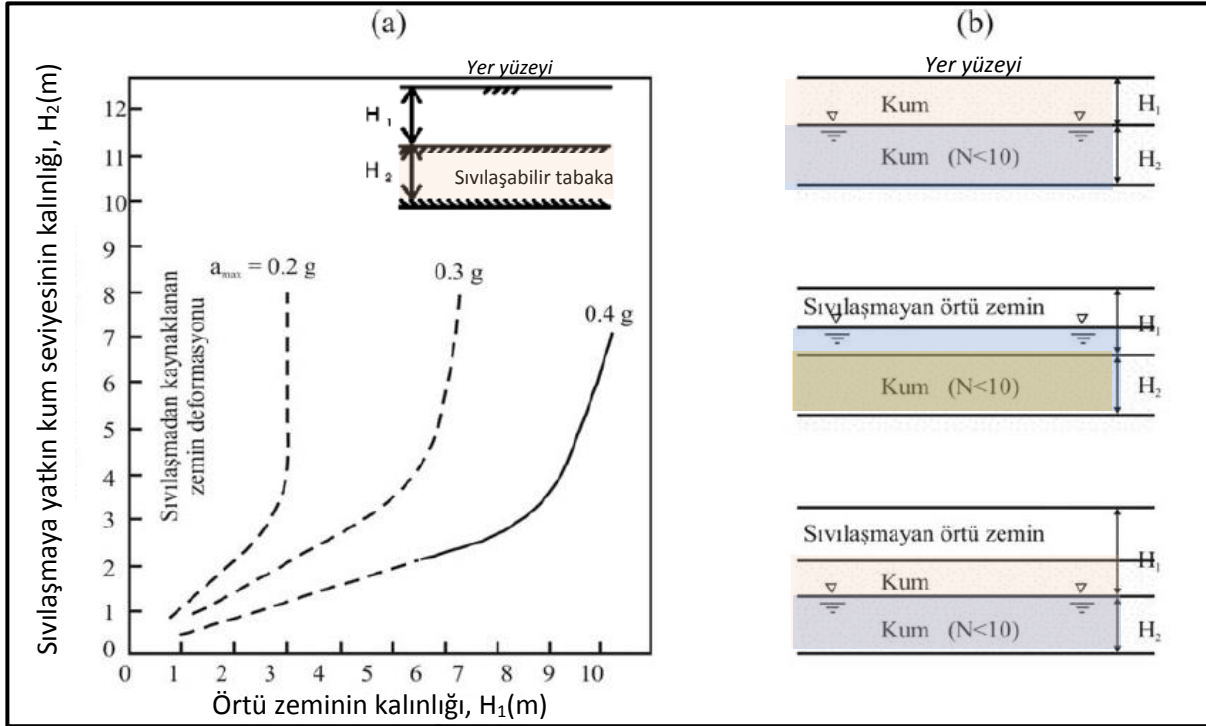 (a)
Sıvılaşmaya yatkın kum seviyesinin kalınlığı, H₂(m)
12
11
10
9
8
7
6
5
4
3
2
1
0
Yer yüzeyi
H₁
H₂
Sıvılaşabilir tabaka
Sıvılaşmadan kaynaklanan
zemin deformasyonu
aₘₐₓ = 0.2 g
0.3 g
0.4 g
0 1 2 3 4 5 6 7 8 9 10
Örtü zeminin kalınlığı, H₁(m)
(b)
Yer yüzeyi
Kum
H₁
Kum (N<10)
H₂
Sıvılaşmayan örtü zemin
H₁
Kum (N<10)
H₂
Sıvılaşmayan örtü zemin
H₁
Kum
Kum (N<10)
H₂